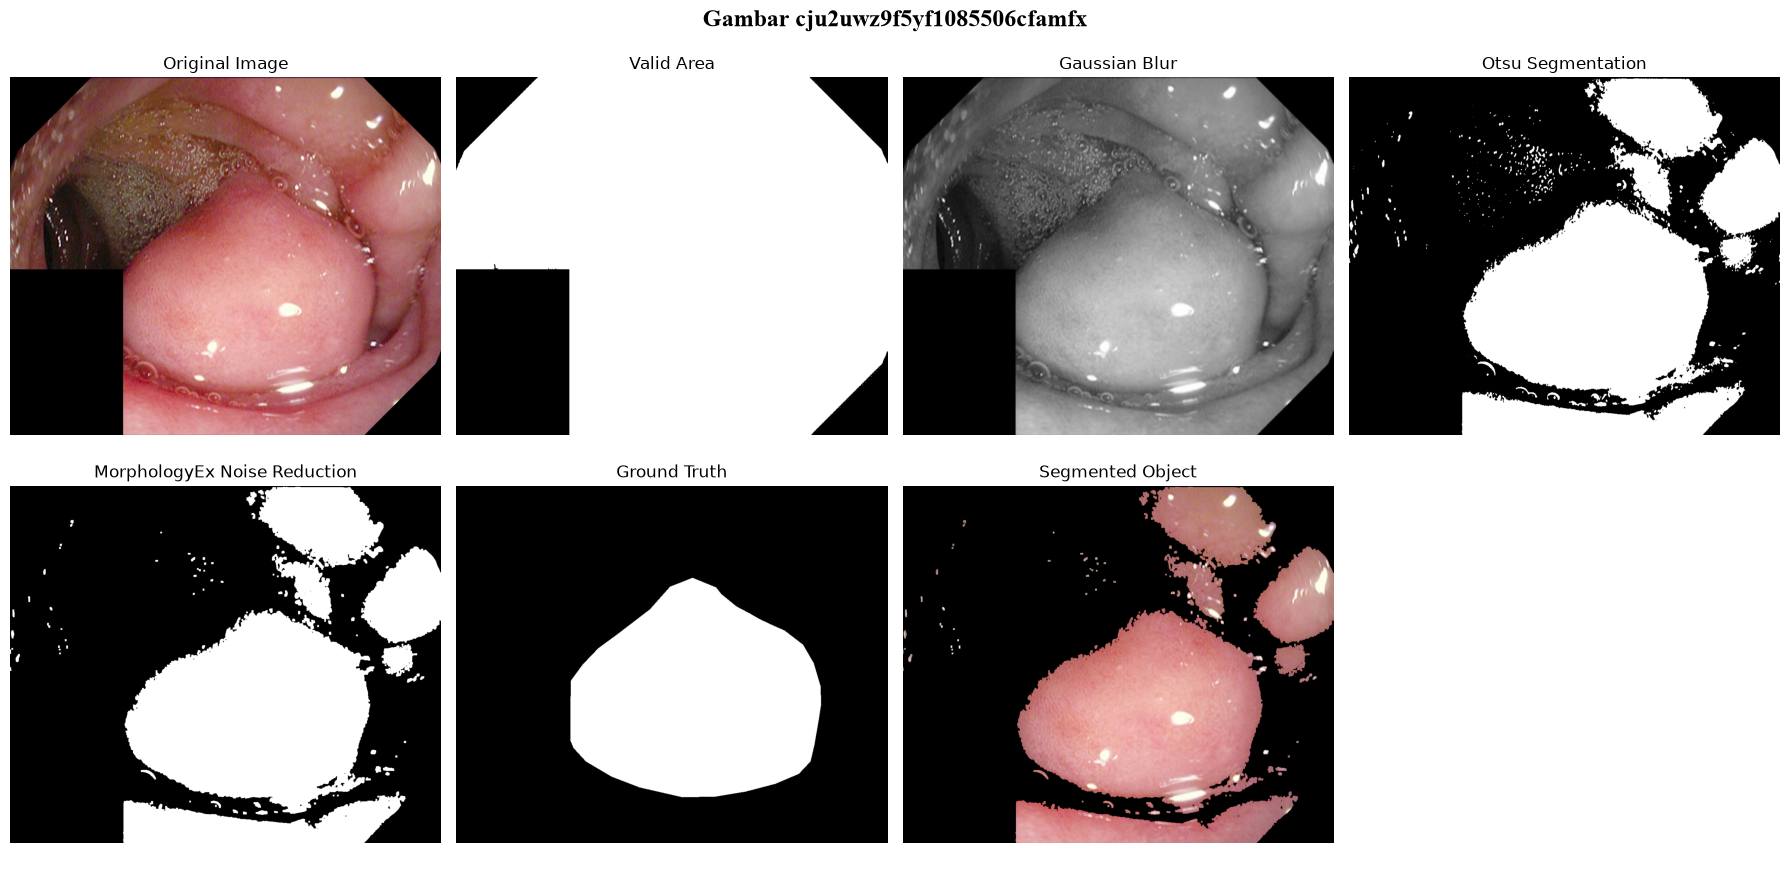 Gambar cju2uwz9f5yf1085506cfamfx
Original Image
Valid Area
Gaussian Blur
Otsu Segmentation
MorphologyEx Noise Reduction
Ground Truth
Segmented Object